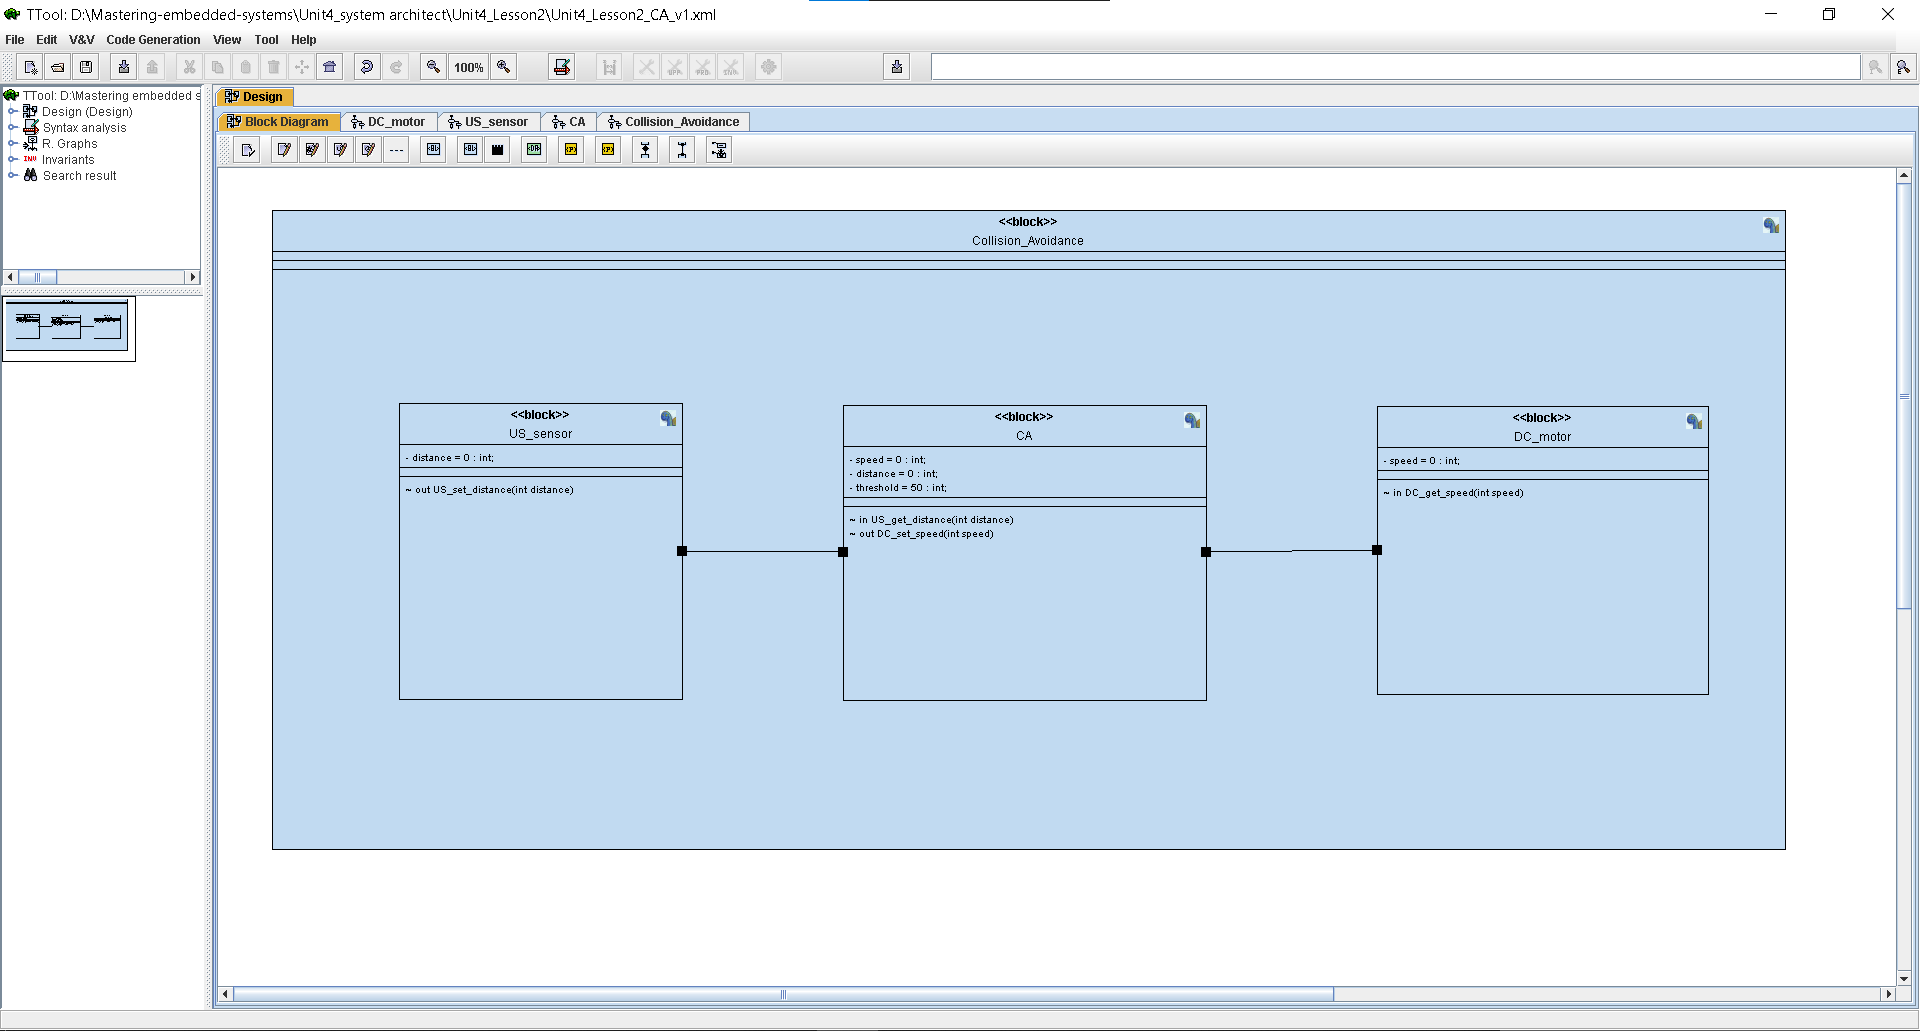 TTool: D:\Mastering-embedded-systems\Unit4_system architect\Unit4_Lesson2\Unit4_Lesson2_CA_v1.xml
File Edit V&V Code Generation View Tool Help
100%
TTool: D:\Mastering embedded s
Design (Design)
Syntax analysis
R. Graphs
INV Invariants
Search result
Design
Block Diagram DC_motor US_sensor CA Collision_Avoidance
<<block>>
Collision_Avoidance
<<block>>
US_sensor
- distance = 0 : int;
~ out US_set_distance(int distance)
<<block>>
CA
- speed = 0 : int;
- distance = 0 : int;
- threshold = 50 : int;
~ in US_get_distance(int distance)
~ out DC_set_speed(int speed)
<<block>>
DC_motor
- speed = 0 : int;
~ in DC_get_speed(int speed)